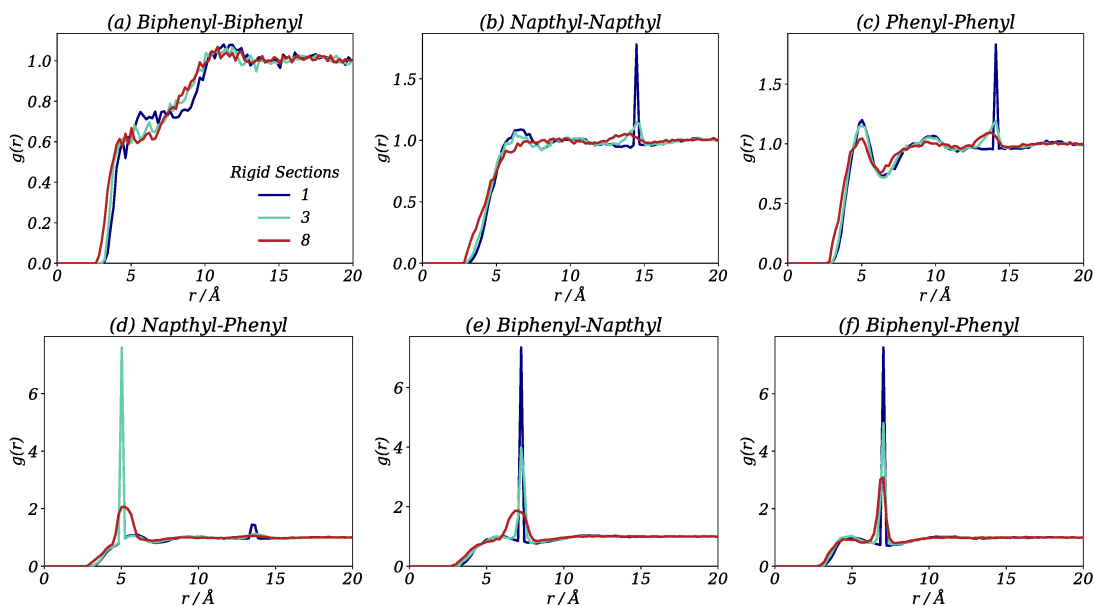 (a) Biphenyl-Biphenyl
(b) Napthyl-Napthyl
(c) Phenyl-Phenyl
1.0
0.8
0.6
0.4
0.2
0.0
g(r)
Rigid Sections
1
3
8
0 5 10 15 20
r / Å
1.5
1.0
0.5
0.0
g(r)
0 5 10 15 20
r / Å
1.5
1.0
0.5
0.0
g(r)
0 5 10 15 20
r / Å
(d) Napthyl-Phenyl
(e) Biphenyl-Napthyl
(f) Biphenyl-Phenyl
6
4
2
0
g(r)
0 5 10 15 20
r / Å
6
4
2
0
g(r)
0 5 10 15 20
r / Å
6
4
2
0
g(r)
0 5 10 15 20
r / Å